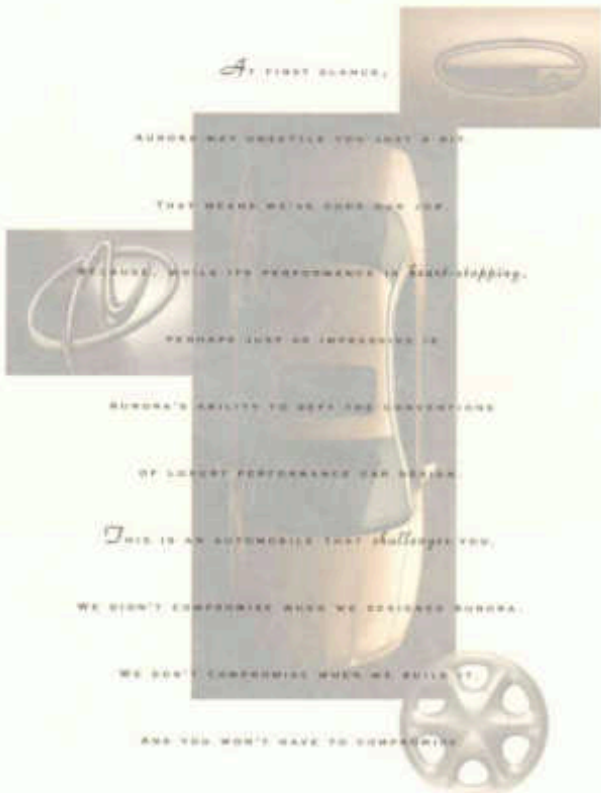 AT FIRST GLANCE,
AURORA MAY UNSETTLE YOU JUST A BIT.
THAT MEANS WE'VE DONE OUR JOB.
BECAUSE, WHILE ITS PERFORMANCE IS heart-stopping,
PERHAPS JUST AS IMPRESSIVE IS
AURORA'S ABILITY TO DEFY THE CONVENTIONS
OF LUXURY PERFORMANCE CAR DESIGN.
THIS IS AN AUTOMOBILE THAT challenges YOU.
WE DIDN'T COMPROMISE WHEN WE DESIGNED AURORA.
WE DON'T COMPROMISE WHEN WE BUILD IT.
AND YOU WON'T HAVE TO COMPROMISE